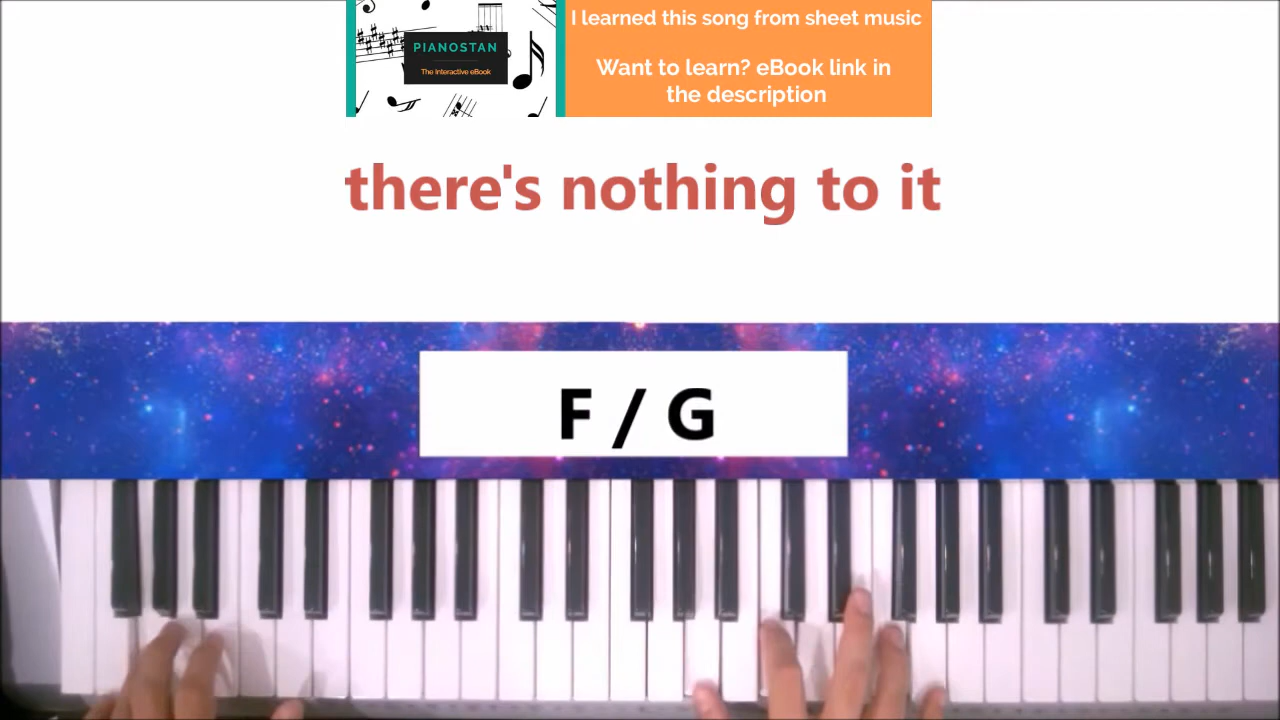 PIANOSTAN
The Interactive eBook
I learned this song from sheet music
Want to learn? eBook link in
the description
there's nothing to it
F / G